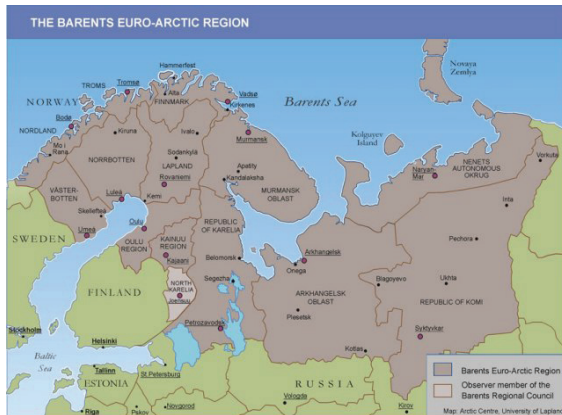 THE BARENTS EURO-ARCTIC REGION
Hammerfest
Novaya
Zemlya
TROMS
Tromsø
Alta
FINNMARK
Vadsø
Kirkenes
Barents Sea
NORWAY
Bodø
NORDLAND
Mo i
Rana
Kiruna
Ivalo
Murmansk
Kolguyev
Island
NORRBOTTEN
Sodankylä
LAPLAND
Rovaniemi
Apatity
Kandalaksha
MURMANSK
OBLAST
Naryan-
Mar
NENETS
AUTONOMOUS
OKRUG
Vorkuta
VÄSTER-
BOTTEN
Luleå
Kemi
Skellefteå
Umeå
Oulu
OULU REGION
KAINUU
REGION
Kajaani
REPUBLIC
OF KARELIA
Belomorsk
Arkhangelsk
Onega
Inta
Pechora
SWEDEN
FINLAND
NORTH
KARELIA
Joensuu
Segezha
ARKHANGELSK
OBLAST
Plesetsk
Blagoyevo
Ukhta
REPUBLIC OF KOMI
Petrozavodsk
Kotlas
Syktyvkar
Stockholm
Helsinki
Baltic
Sea
Tallinn
ESTONIA
St.Petersburg
RUSSIA
Riga
Pskov
Novgorod
Vologda
Kirov
Barents Euro-Arctic Region
Observer member of the
Barents Regional Council
Map: Arctic Centre, University of Lapland